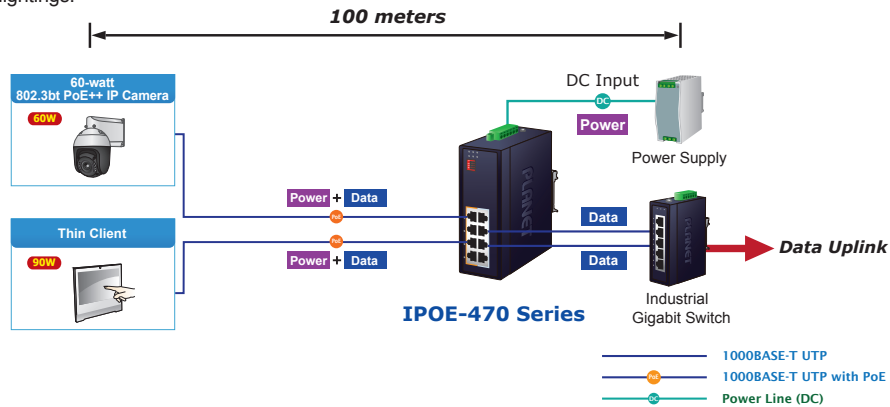 lightings.
100 meters
60-watt
802.3bt PoE++ IP Camera
60W
DC Input
DC
Power
Power Supply
PLANET
Power + Data
PoE
Thin Client
90W
PoE
Power + Data
Data
Data
PLANET
Data Uplink
IPOE-470 Series
Industrial
Gigabit Switch
1000BASE-T UTP
PoE
1000BASE-T UTP with PoE
DC
Power Line (DC)